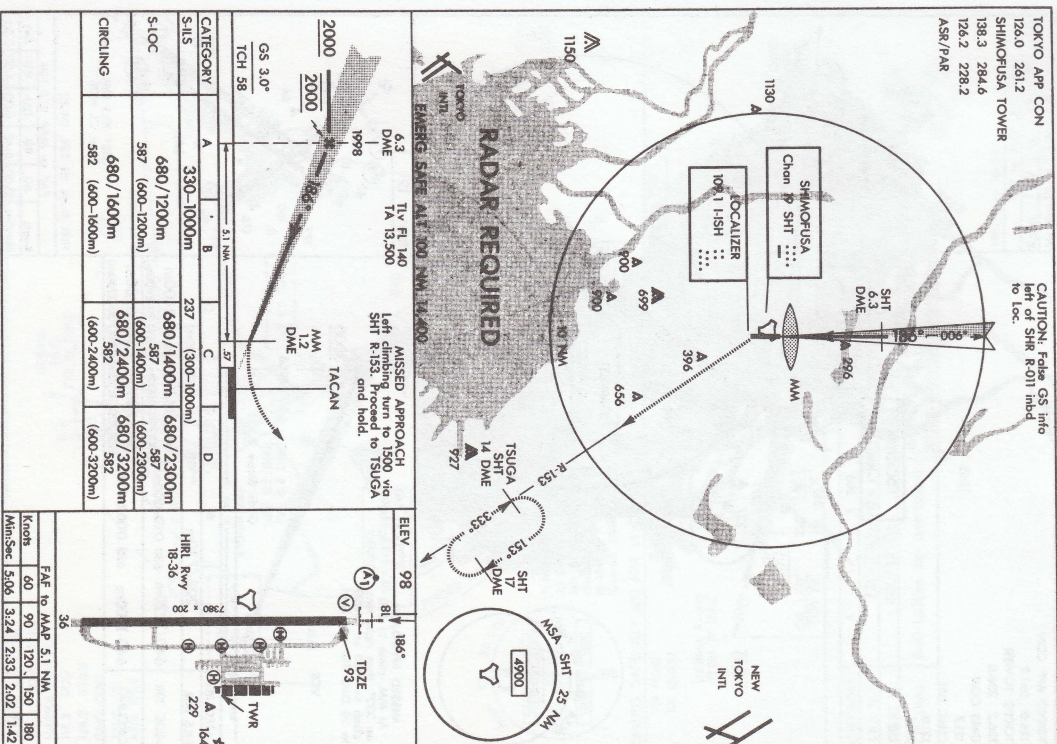 TOKYO APP CON
126.0 261.2
SHIMOFUSA TOWER
138.3 284.6
126.2 228.2
ASR/PAR
CAUTION: False GS info
left of SHR R-011 inbd
to Loc.
1150
1130
TOKYO
INTL
SHIMOFUSA
Chan 19 SHT
LOCALIZER
109.1 I-ISH
SHT
6.3
DME
186°
006°
296
MM
RADAR REQUIRED
EMERG SAFE ALT 100 NM 14,400
900
900
699
10 NM
396
656
R-153
927
TSUGA
SHT
14 DME
333°
153°
SHT
17
DME
MSA SHT 25 NM
4900
NEW
TOKYO
INTL
2000
2000
GS 3.0°
TCH 58
6.3
DME
1998
TLv FL 140
TA 13,500
186°
5.1 NM
MM
1.2
DME
.57
TACAN
MISSED APPROACH
Left climbing turn to 1500 via
SHT R-153. Proceed to TSUGA
and hold.
CATEGORY A B C D
S-ILS 330-1000m 237 (300-1000m)
S-LOC 680/1200m 680/1400m 680/2300m
587 (600-1200m) 587 (600-1400m) 587 (600-2300m)
CIRCLING 680/1600m 680/2400m 680/3200m
582 (600-1600m) 582 (600-2400m) 582 (600-3200m)
ELEV 98
186°
18
A1
V
TDZE
93
HIRL Rwy
18-36
7380 x 200
H
H
H
H
H
TWR
229
164
36
FAF to MAP 5.1 NM
Knots 60 90 120 150 180
Min:Sec 5:06 3:24 2:33 2:02 1:42